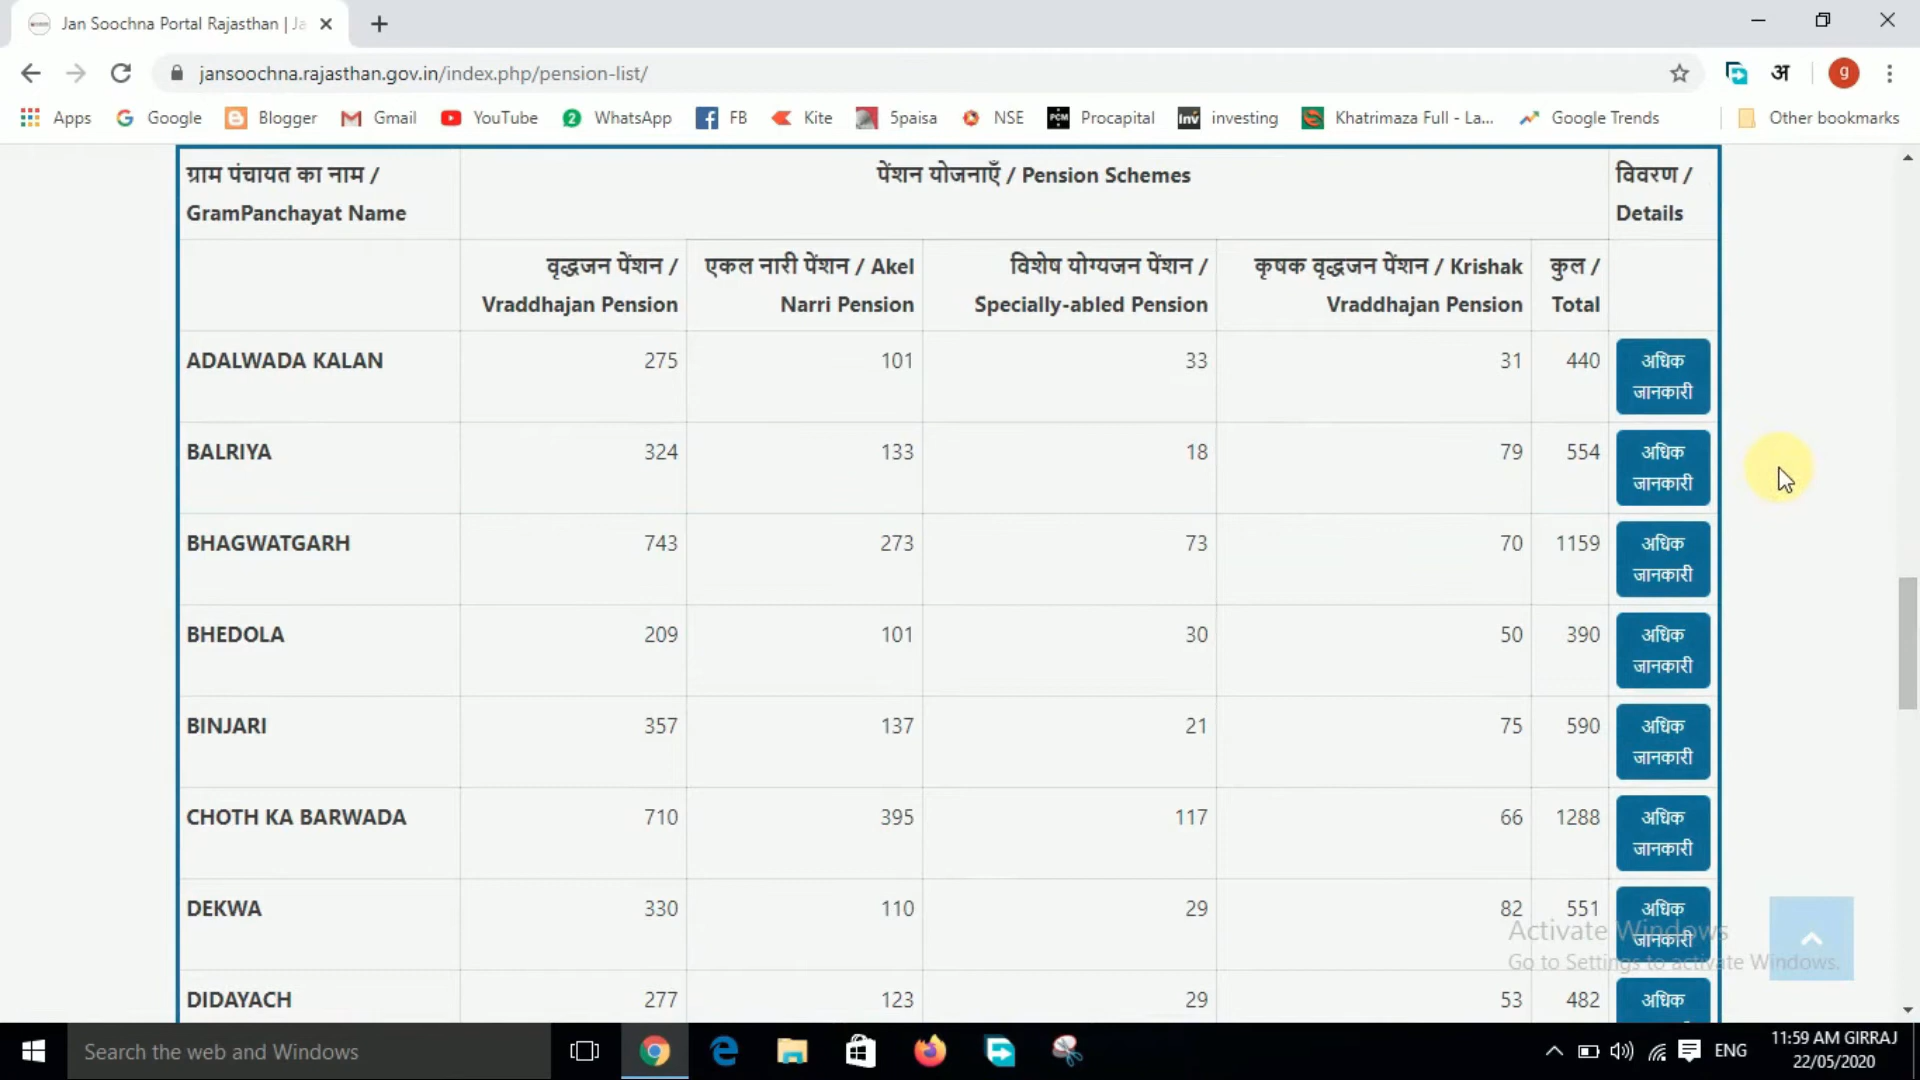 Jan Soochna Portal Rajasthan | Ja
jansoochna.rajasthan.gov.in/index.php/pension-list/
अ
g
Apps Google Blogger Gmail YouTube 2 WhatsApp FB Kite 5paisa NSE PCM Procapital Inv investing Khatrimaza Full - La... Google Trends Other bookmarks
ग्राम पंचायत का नाम /
GramPanchayat Name
पेंशन योजनाएँ / Pension Schemes
विवरण /
Details
वृद्धजन पेंशन /
Vraddhajan Pension
एकल नारी पेंशन / Akel
Narri Pension
विशेष योग्यजन पेंशन /
Specially-abled Pension
कृषक वृद्धजन पेंशन / Krishak
Vraddhajan Pension
कुल /
Total
ADALWADA KALAN 275 101 33 31 440 अधिक
जानकारी
BALRIYA 324 133 18 79 554 अधिक
जानकारी
BHAGWATGARH 743 273 73 70 1159 अधिक
जानकारी
BHEDOLA 209 101 30 50 390 अधिक
जानकारी
BINJARI 357 137 21 75 590 अधिक
जानकारी
CHOTH KA BARWADA 710 395 117 66 1288 अधिक
जानकारी
DEKWA 330 110 29 82 551 अधिक
जानकारी
Activate Windows
Go to Settings to activate Windows.
DIDAYACH 277 123 29 53 482 अधिक
Search the web and Windows
ENG
11:59 AM GIRRAJ
22/05/2020